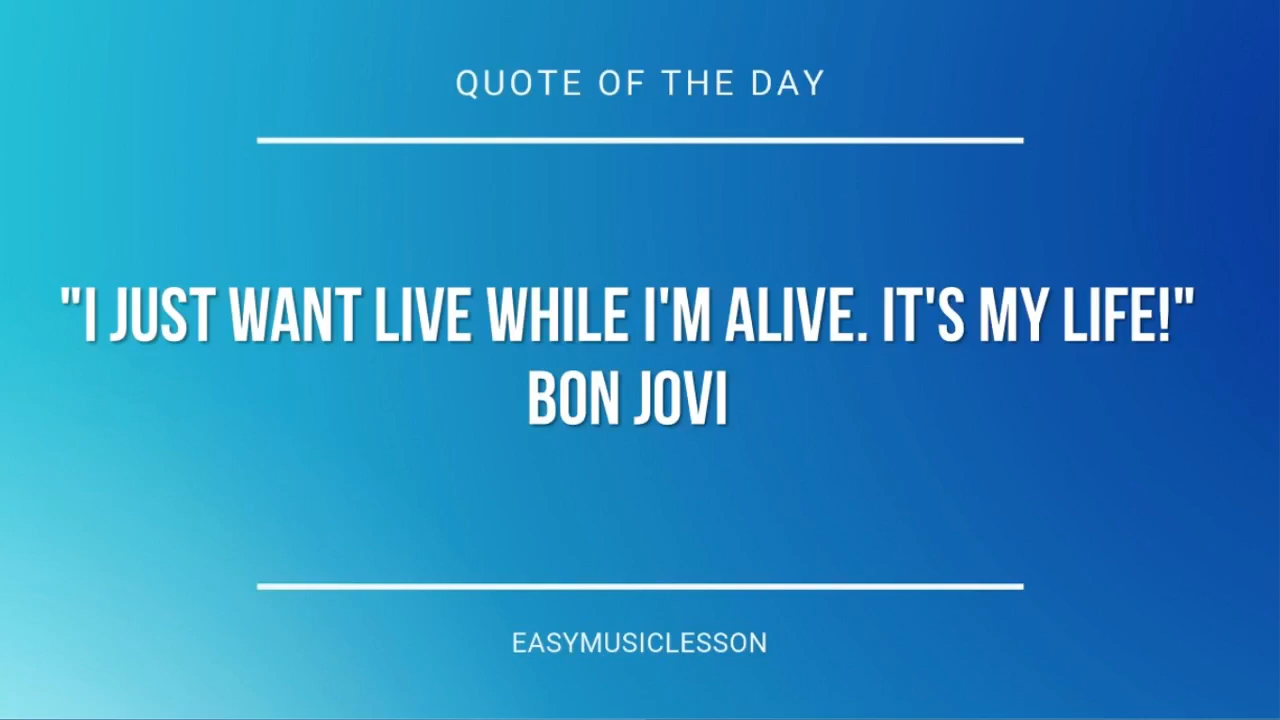 QUOTE OF THE DAY
"I JUST WANT LIVE WHILE I'M ALIVE. IT'S MY LIFE!"
BON JOVI
EASYMUSICLESSON